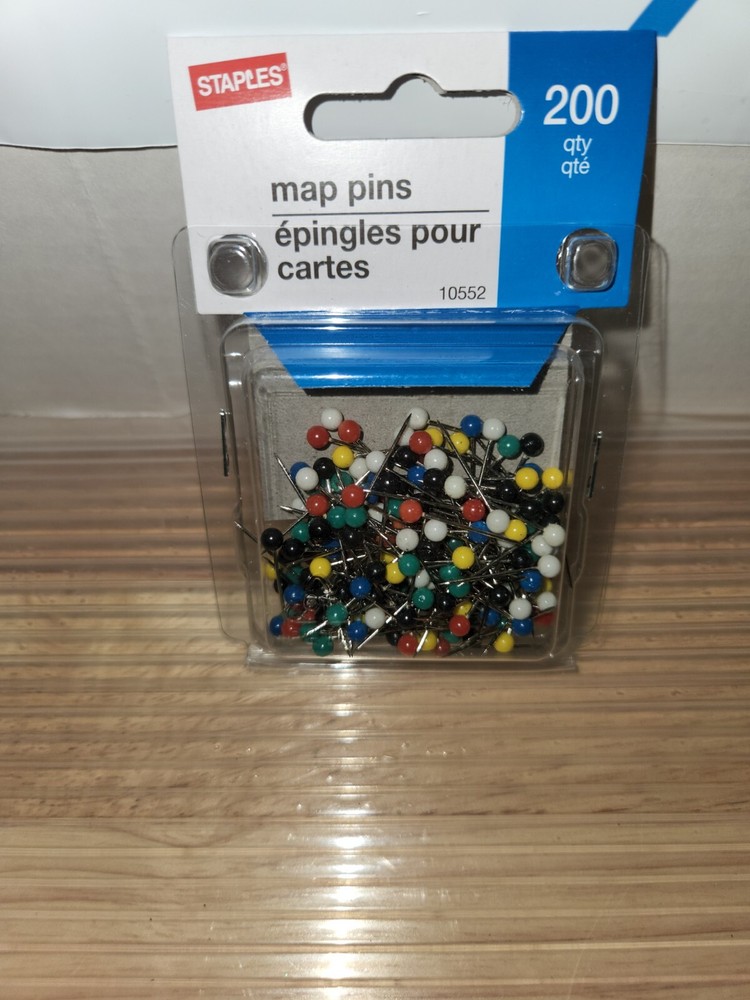 STAPLES®
200
qty
qté
map pins
épingles pour
cartes
10552